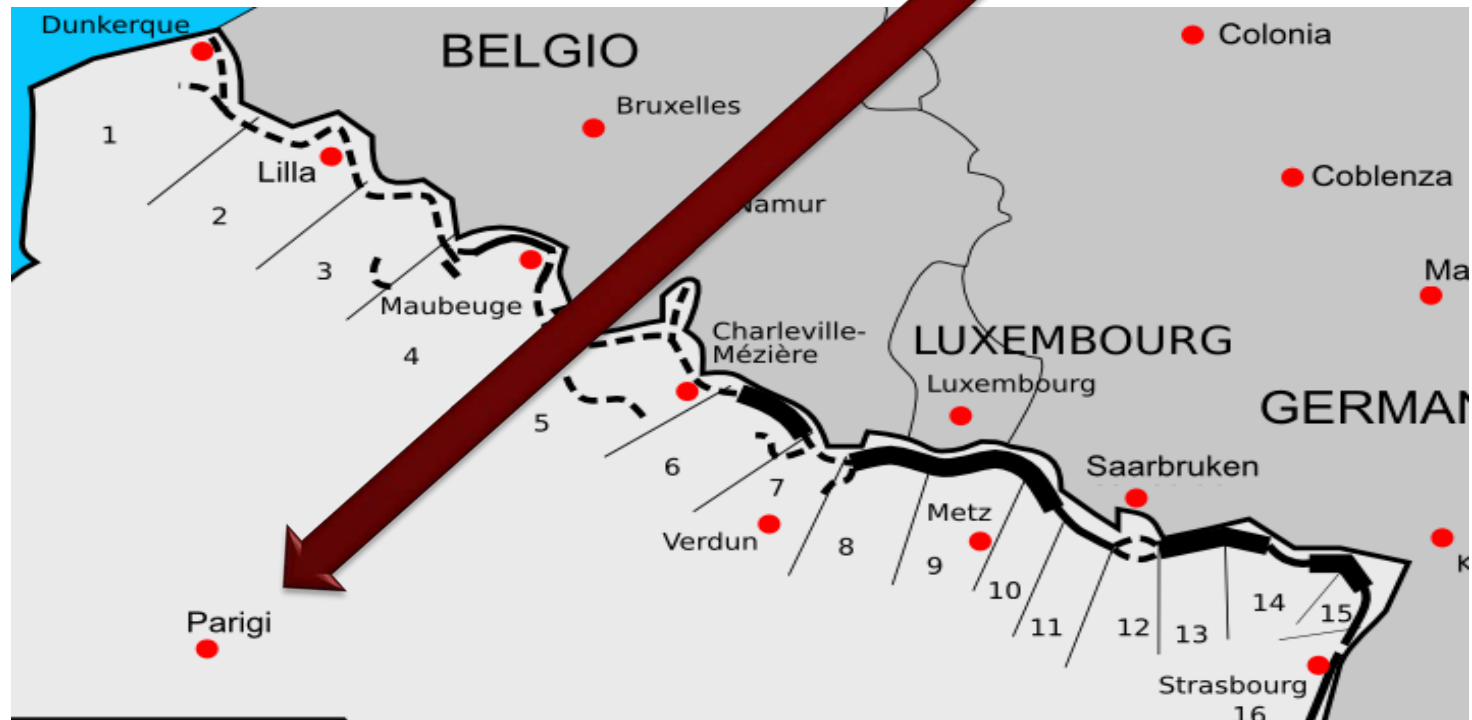 Dunkerque
BELGIO
Colonia
Bruxelles
1
Lilla
Coblenza
2
Namur
3
Ma
Maubeuge
Charleville-
Mézière
LUXEMBOURG
4
Luxembourg
GERMAN
5
6
Saarbruken
7
Metz
Verdun
8
9
K
10
14
Parigi
11
12
13
15
Strasbourg
16